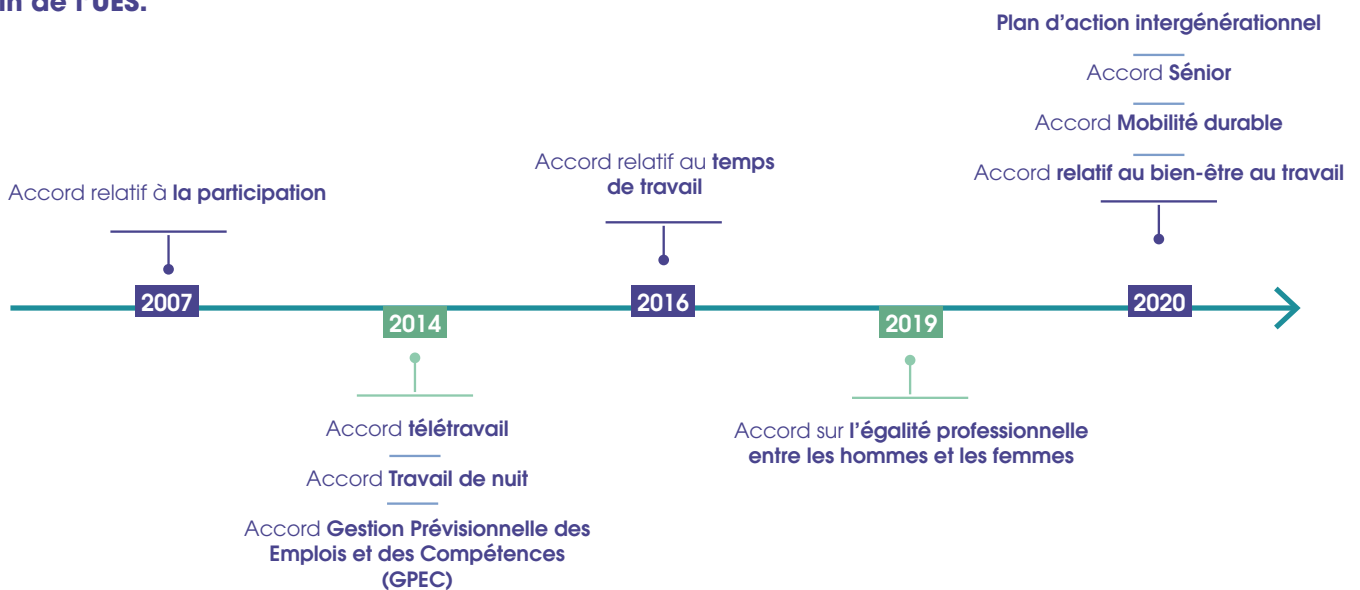 in de l'UES.
Plan d'action intergénérationnel
Accord Sénior
Accord Mobilité durable
Accord relatif au bien-être au travail
Accord relatif au temps
de travail
Accord relatif à la participation
2007
2014
2016
2019
2020
Accord télétravail
Accord Travail de nuit
Accord Gestion Prévisionnelle des
Emplois et des Compétences
(GPEC)
Accord sur l'égalité professionnelle
entre les hommes et les femmes